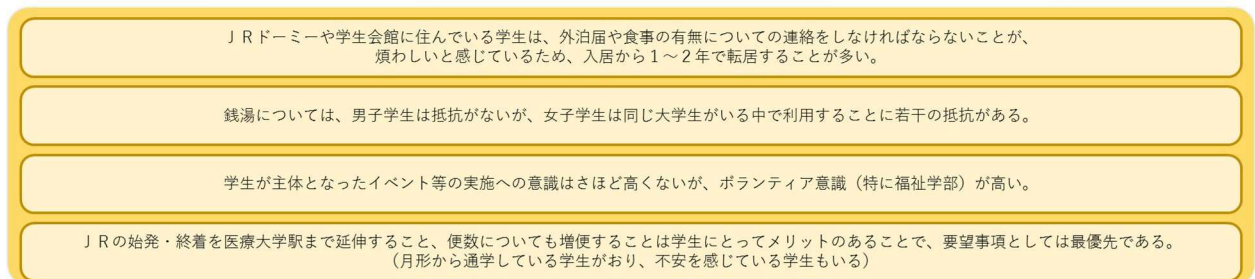 ＪＲドーミーや学生会館に住んでいる学生は、外泊届や食事の有無についての連絡をしなければならないことが、
煩わしいと感じているため、入居から１～２年で転居することが多い。
銭湯については、男子学生は抵抗がないが、女子学生は同じ大学生がいる中で利用することに若干の抵抗がある。
学生が主体となったイベント等の実施への意識はさほど高くないが、ボランティア意識（特に福祉学部）が高い。
ＪＲの始発・終着を医療大学駅まで延伸すること、便数についても増便することは学生にとってメリットのあることで、要望事項としては最優先である。
（月形から通学している学生がおり、不安を感じている学生もいる）